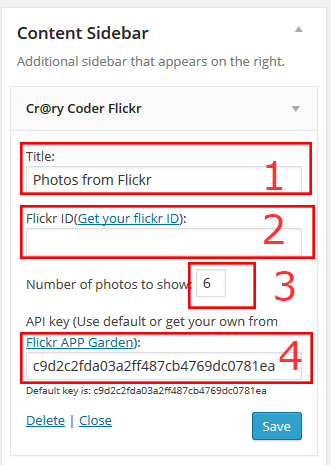 Content Sidebar
Additional sidebar that appears on the right.
Cr@ry Coder Flickr
Title:
Photos from Flickr
1
Flickr ID(Get your flickr ID):
2
Number of photos to show: 6
3
API key (Use default or get your own from
Flickr APP Garden):
c9d2c2fda03a2ff487cb4769dc0781ea
4
Default key is: c9d2c2fda03a2ff487cb4769dc0781ea
Delete | Close
Save